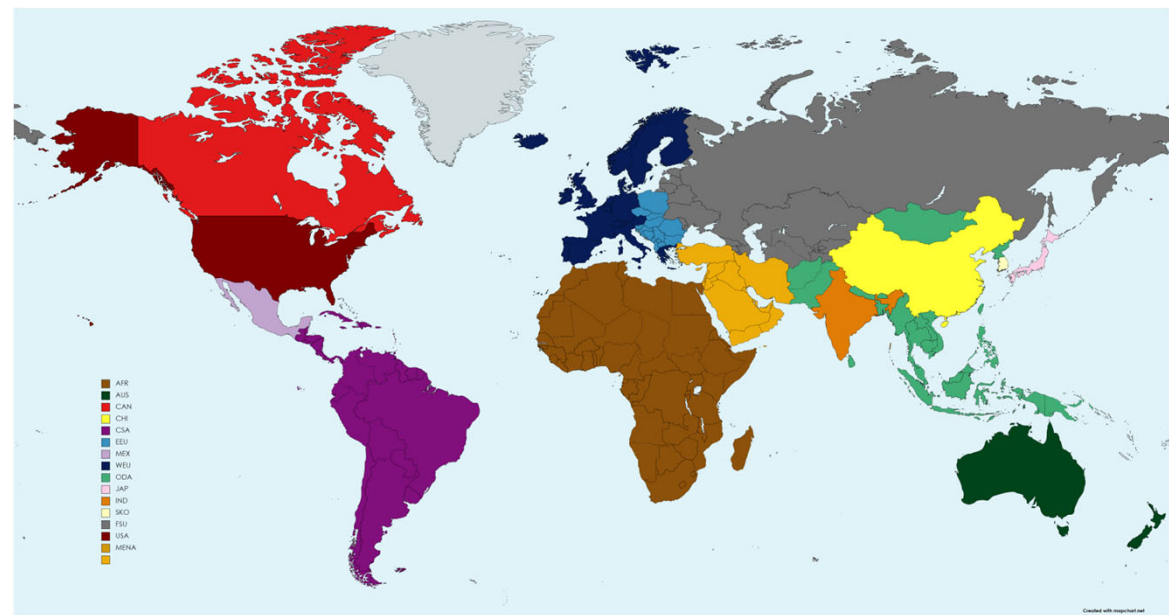 AFR
AUS
CAN
CHI
CSA
EEU
MEX
WEU
ODA
JAP
IND
SKO
FSU
USA
MENA
Created with mapchart.net